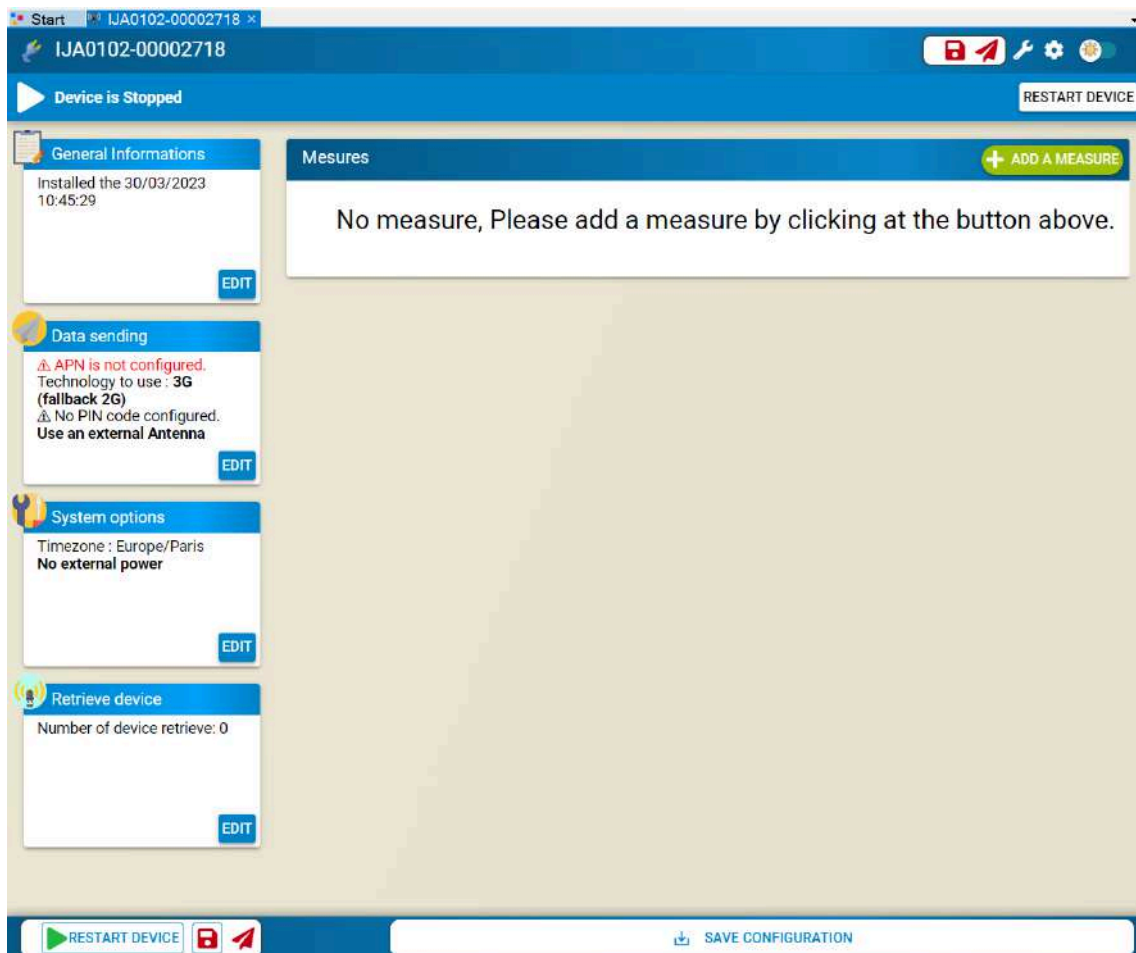 Start
IJA0102-00002718 ×
IJA0102-00002718
Device is Stopped
RESTART DEVICE
General Informations
Installed the 30/03/2023
10:45:29
EDIT
Mesures
+ ADD A MEASURE
No measure, Please add a measure by clicking at the button above.
Data sending
⚠ APN is not configured.
Technology to use : 3G
(fallback 2G)
⚠ No PIN code configured.
Use an external Antenna
EDIT
System options
Timezone : Europe/Paris
No external power
EDIT
Retrieve device
Number of device retrieve: 0
EDIT
RESTART DEVICE
SAVE CONFIGURATION